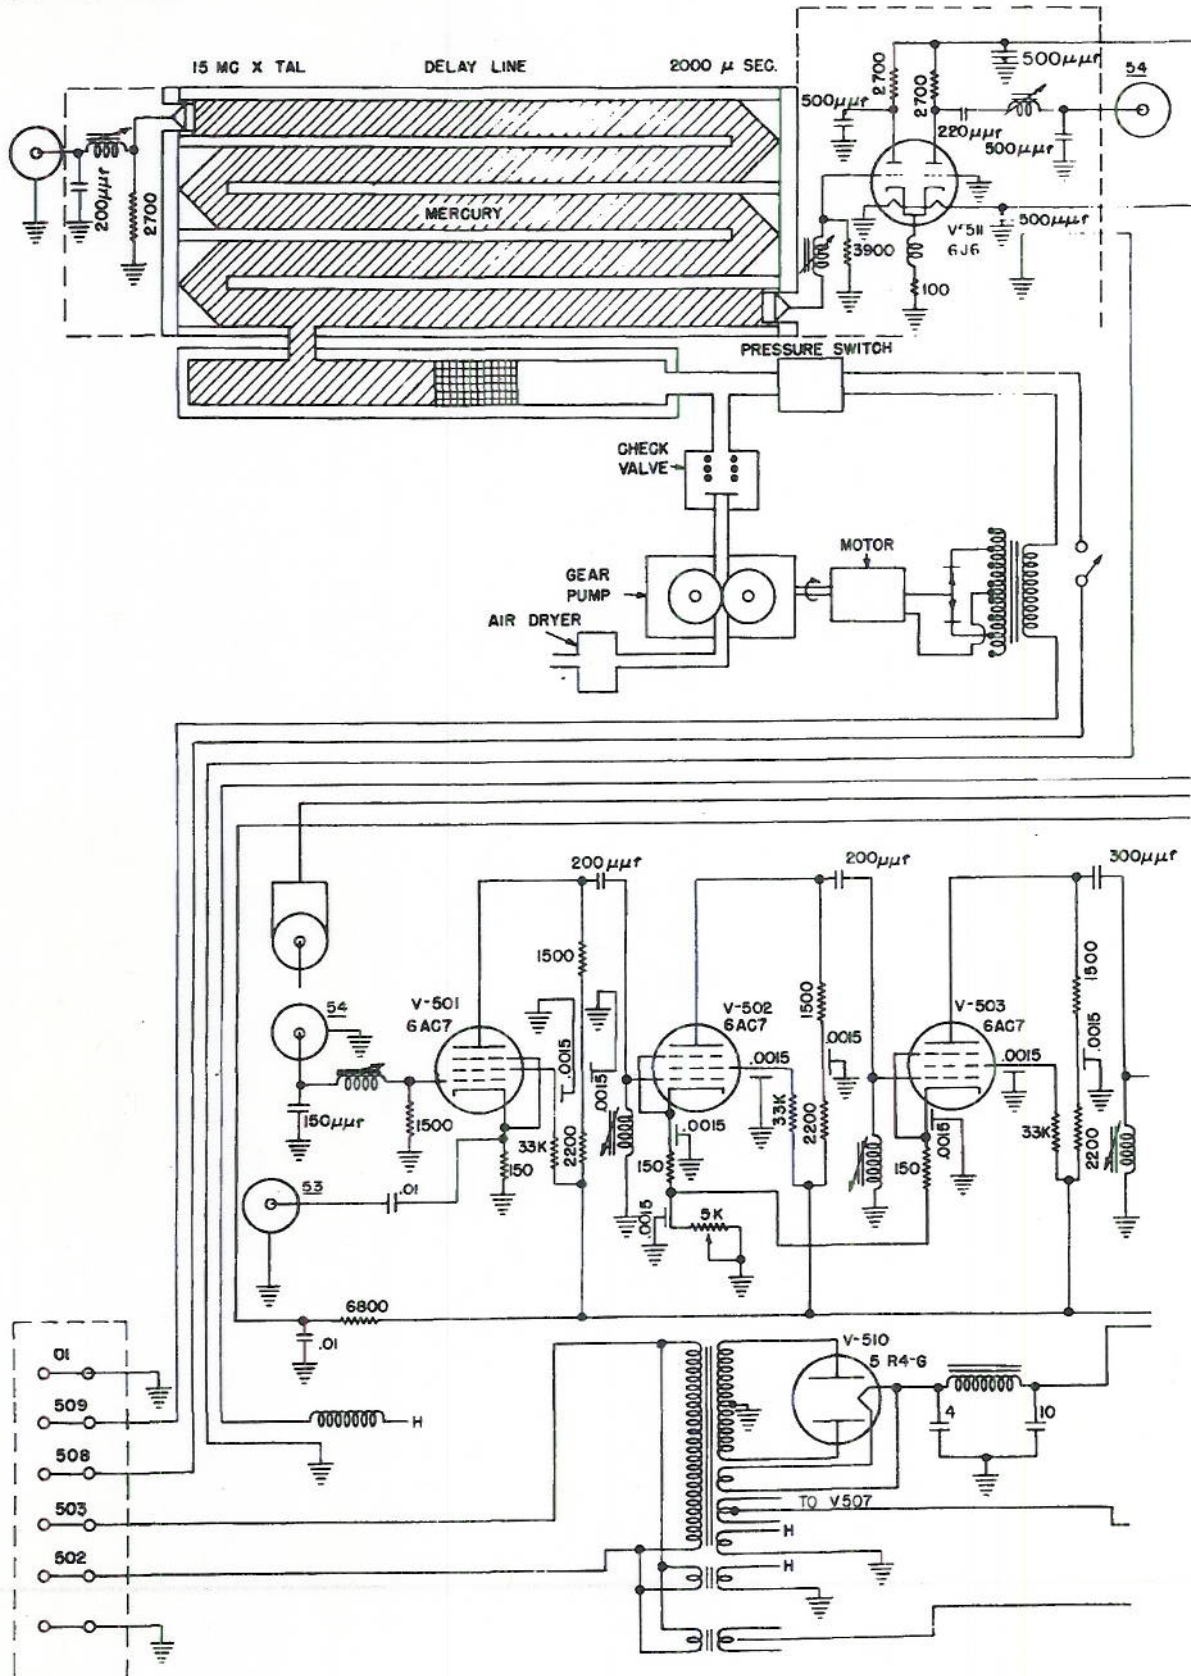 15 MC X TAL DELAY LINE 2000 μ SEC.
500μμf
54
2700
2700
500μμf
220μμf
500μμf
200μμf
2700
MERCURY
V-511
6J6
500μμf
3900
100
PRESSURE SWITCH
CHECK
VALVE
MOTOR
GEAR
PUMP
AIR DRYER
200μμf
200μμf
300μμf
1500
1500
1500
54
V-501
6AC7
V-502
6AC7
V-503
6AC7
.0015
.0015
.0015
.0015
.0015
.0015
150μμf
1500
33K
2200
.0015
33K
2200
.0015
33K
2200
150
150
150
53
.01
.0015
5K
6800
.01
V-510
5 R4-G
01
509
H
4
10
508
503
TO V507
H
502
H